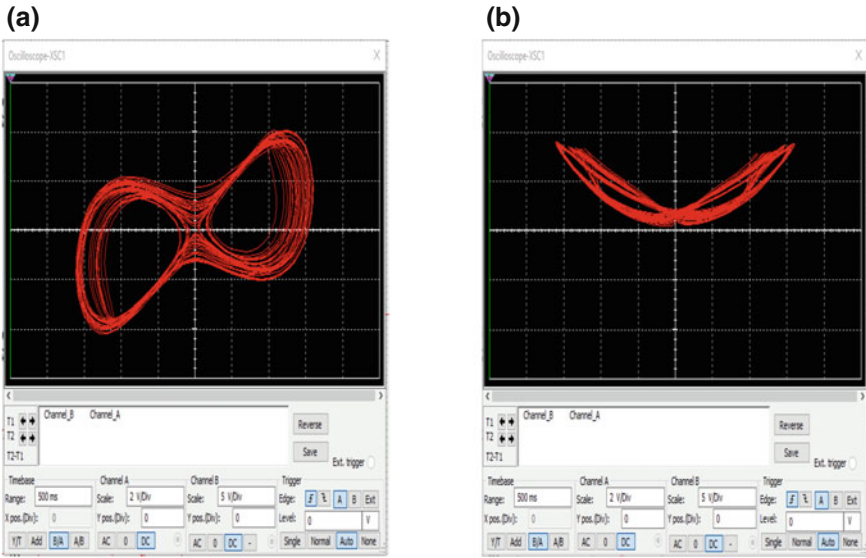 (a)
Oscilloscope-XSC1 X
T1
T2
T2-T1
Channel_B Channel_A
Reverse
Save
Ext. trigger
Timebase Channel A Channel B Trigger
Range: 500 ms Scale: 2 V/Div Scale: 5 V/Div Edge: A B Ext
X pos.(Div): 0 Y pos.(Div): 0 Y pos.(Div): 0 Level: 0 V
Y/T Add B/A A/B AC 0 DC AC 0 DC - Single Normal Auto None
(b)
Oscilloscope-XSC1 X
T1
T2
T2-T1
Channel_B Channel_A
Reverse
Save
Ext. trigger
Timebase Channel A Channel B Trigger
Range: 500 ms Scale: 2 V/Div Scale: 5 V/Div Edge: A B Ext
X pos.(Div): 0 Y pos.(Div): 0 Y pos.(Div): 0 Level: 0 V
Y/T Add B/A A/B AC 0 DC AC 0 DC - Single Normal Auto None